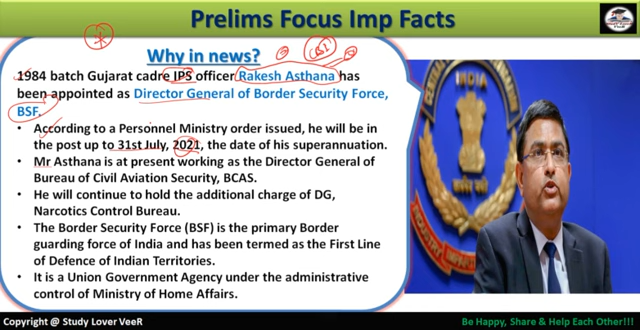 Prelims Focus Imp Facts
Why in news?
CBI
1984 batch Gujarat cadre IPS officer Rakesh Asthana has
been appointed as Director General of Border Security Force,
BSF.
• According to a Personnel Ministry order issued, he will be in
the post up to 31st July, 2021, the date of his superannuation.
• Mr Asthana is at present working as the Director General of
Bureau of Civil Aviation Security, BCAS.
• He will continue to hold the additional charge of DG,
Narcotics Control Bureau.
• The Border Security Force (BSF) is the primary Border
guarding force of India and has been termed as the First Line
of Defence of Indian Territories.
• It is a Union Government Agency under the administrative
control of Ministry of Home Affairs.
INDIA
Copyright @ Study Lover VeeR
Be Happy, Share & Help Each Other!!!